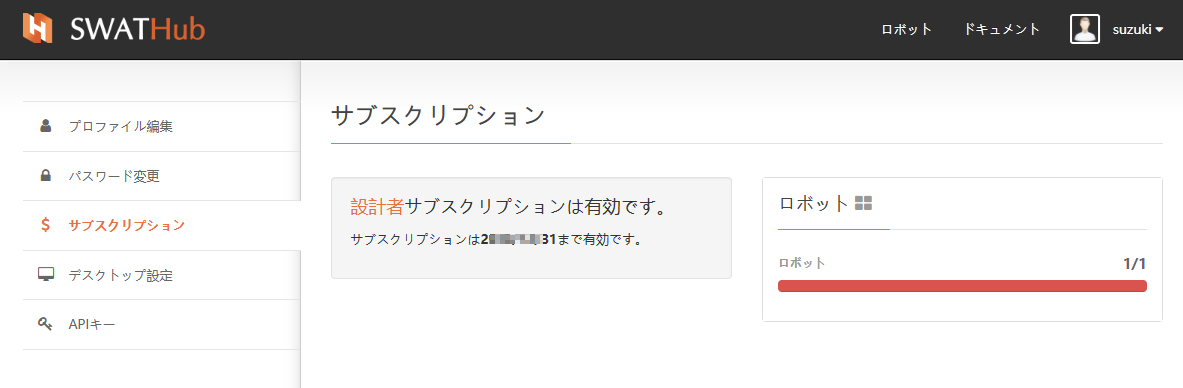 SWATHub
ロボット
ドキュメント
suzuki
プロファイル編集
パスワード変更
サブスクリプション
デスクトップ設定
APIキー
サブスクリプション
設計者サブスクリプションは有効です。
サブスクリプションは2 31まで有効です。
ロボット
ロボット 1/1